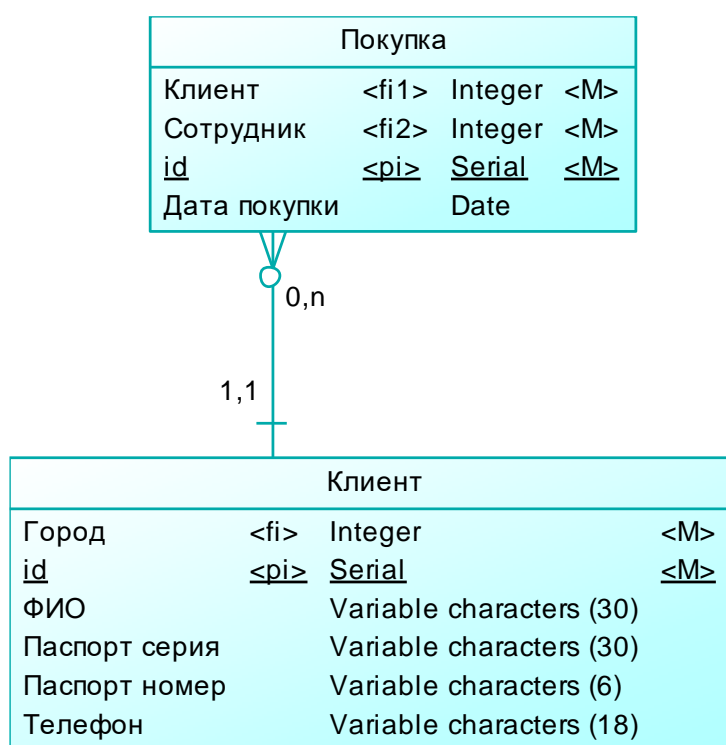 Покупка
Клиент <fi1> Integer <M>
Сотрудник <fi2> Integer <M>
id <pi> Serial <M>
Дата покупки Date
0,n
1,1
Клиент
Город <fi> Integer <M>
id <pi> Serial <M>
ФИО Variable characters (30)
Паспорт серия Variable characters (30)
Паспорт номер Variable characters (6)
Телефон Variable characters (18)